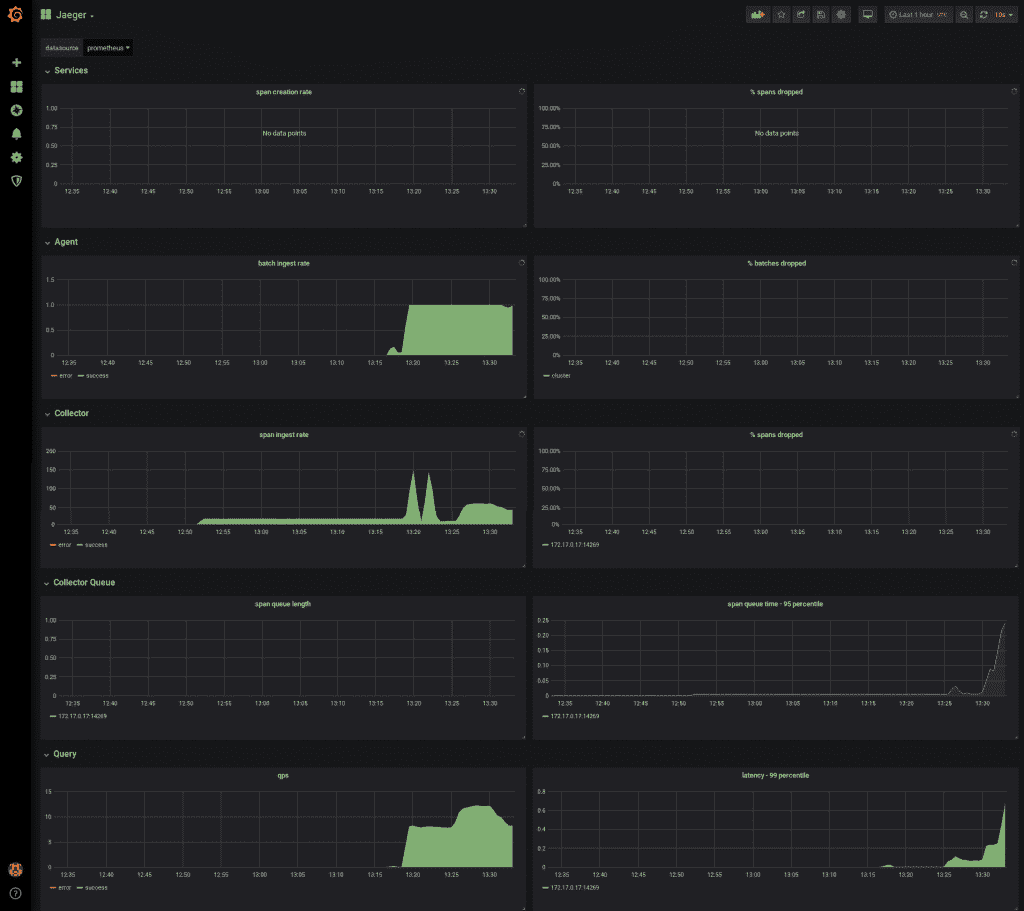 Jaeger
Last 1 hour UTC
10s
datasource prometheus
Services
span creation rate
1.00
0.75
No data points
0.50
0.25
0
12:35 12:40 12:45 12:50 12:55 13:00 13:05 13:10 13:15 13:20 13:25 13:30
% spans dropped
100.00%
75.00%
No data points
50.00%
25.00%
0%
12:35 12:40 12:45 12:50 12:55 13:00 13:05 13:10 13:15 13:20 13:25 13:30
Agent
batch ingest rate
1.5
1.0
0.5
0
12:35 12:40 12:45 12:50 12:55 13:00 13:05 13:10 13:15 13:20 13:25 13:30
error success
% batches dropped
100.00%
75.00%
50.00%
25.00%
0%
12:35 12:40 12:45 12:50 12:55 13:00 13:05 13:10 13:15 13:20 13:25 13:30
cluster
Collector
span ingest rate
200
150
100
50
0
12:35 12:40 12:45 12:50 12:55 13:00 13:05 13:10 13:15 13:20 13:25 13:30
error success
% spans dropped
100.00%
75.00%
50.00%
25.00%
0%
12:35 12:40 12:45 12:50 12:55 13:00 13:05 13:10 13:15 13:20 13:25 13:30
172.17.0.17:14269
Collector Queue
span queue length
1.00
0.75
0.50
0.25
0
12:35 12:40 12:45 12:50 12:55 13:00 13:05 13:10 13:15 13:20 13:25 13:30
172.17.0.17:14269
span queue time - 95 percentile
0.25
0.20
0.15
0.10
0.05
0
12:35 12:40 12:45 12:50 12:55 13:00 13:05 13:10 13:15 13:20 13:25 13:30
172.17.0.17:14269
Query
qps
15
10
5
0
12:35 12:40 12:45 12:50 12:55 13:00 13:05 13:10 13:15 13:20 13:25 13:30
error success
latency - 99 percentile
0.8
0.6
0.4
0.2
0
12:35 12:40 12:45 12:50 12:55 13:00 13:05 13:10 13:15 13:20 13:25 13:30
172.17.0.17:14269